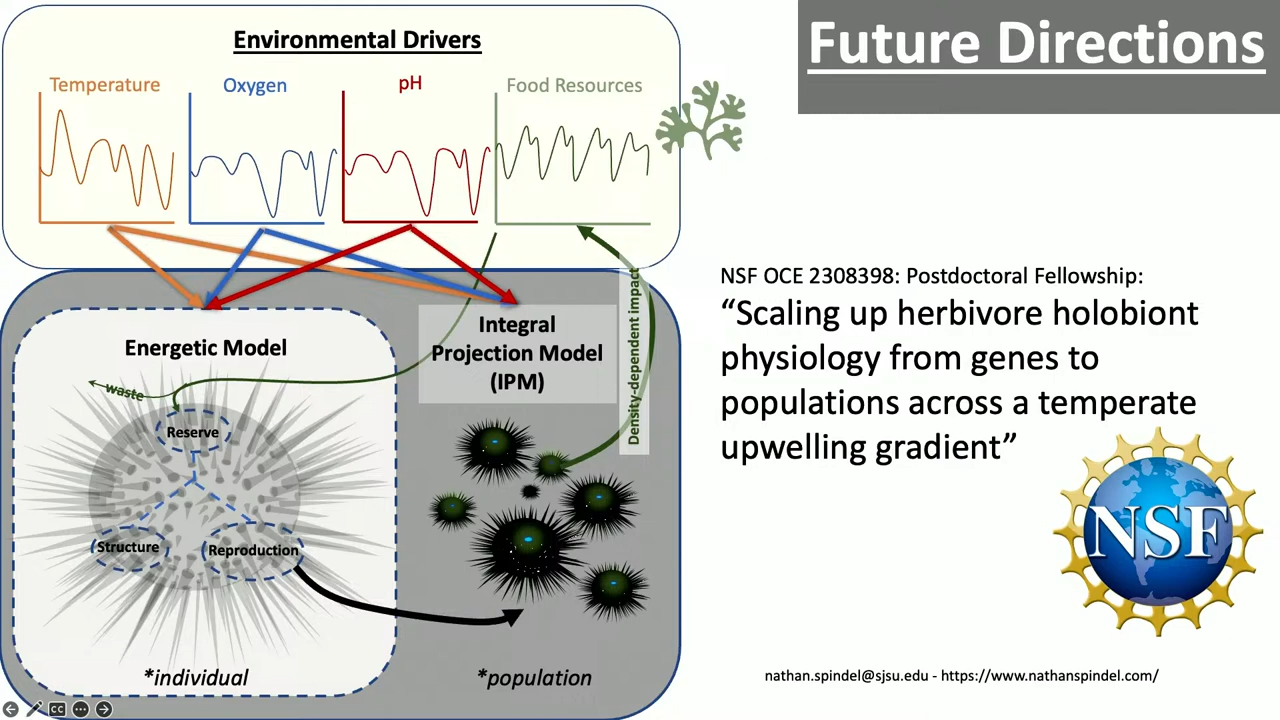 Future Directions
Environmental Drivers
Temperature
Oxygen
pH
Food Resources
Density-dependent impact
Energetic Model
waste
Reserve
Structure
Reproduction
*individual
Integral
Projection Model
(IPM)
*population
NSF OCE 2308398: Postdoctoral Fellowship:
“Scaling up herbivore holobiont
physiology from genes to
populations across a temperate
upwelling gradient”
NSF
nathan.spindel@sjsu.edu - https://www.nathanspindel.com/
CC